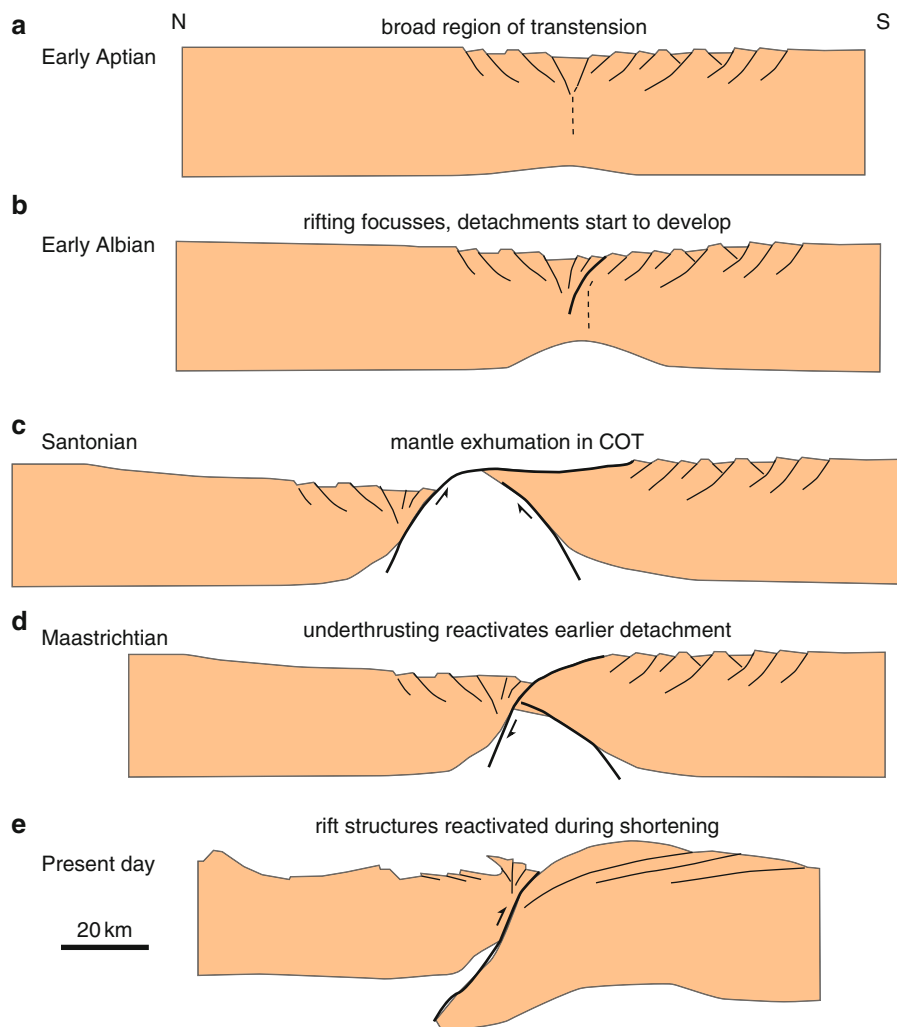 N
S
a
broad region of transtension
Early Aptian
b
rifting focusses, detachments start to develop
Early Albian
c
Santonian
mantle exhumation in COT
d
Maastrichtian
underthrusting reactivates earlier detachment
e
rift structures reactivated during shortening
Present day
20 km